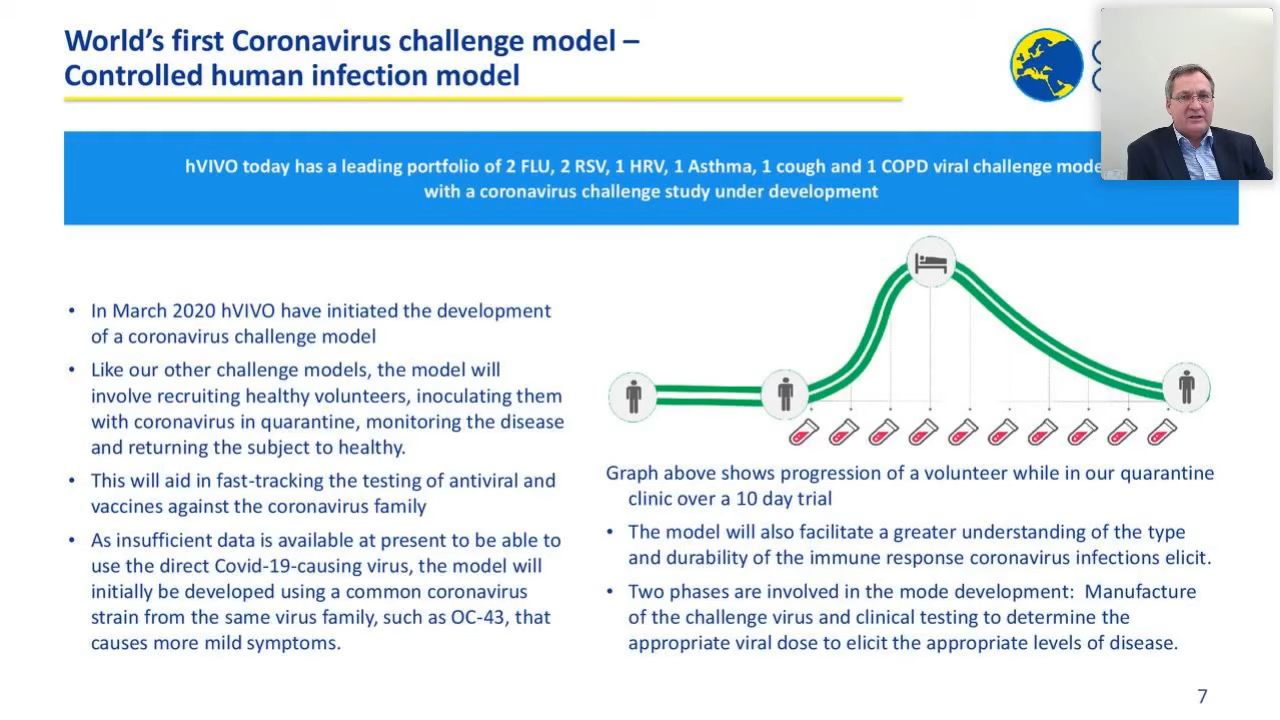 World's first Coronavirus challenge model –
Controlled human infection model
hVIVO today has a leading portfolio of 2 FLU, 2 RSV, 1 HRV, 1 Asthma, 1 cough and 1 COPD viral challenge
with a coronavirus challenge study under development
• In March 2020 hVIVO have initiated the development
of a coronavirus challenge model
• Like our other challenge models, the model will
involve recruiting healthy volunteers, inoculating them
with coronavirus in quarantine, monitoring the disease
and returning the subject to healthy.
• This will aid in fast-tracking the testing of antiviral and
vaccines against the coronavirus family
• As insufficient data is available at present to be able to
use the direct Covid-19-causing virus, the model will
initially be developed using a common coronavirus
strain from the same virus family, such as OC-43, that
causes more mild symptoms.
Graph above shows progression of a volunteer while in our quarantine
clinic over a 10 day trial
• The model will also facilitate a greater understanding of the type
and durability of the immune response coronavirus infections elicit.
• Two phases are involved in the mode development: Manufacture
of the challenge virus and clinical testing to determine the
appropriate viral dose to elicit the appropriate levels of disease.
7